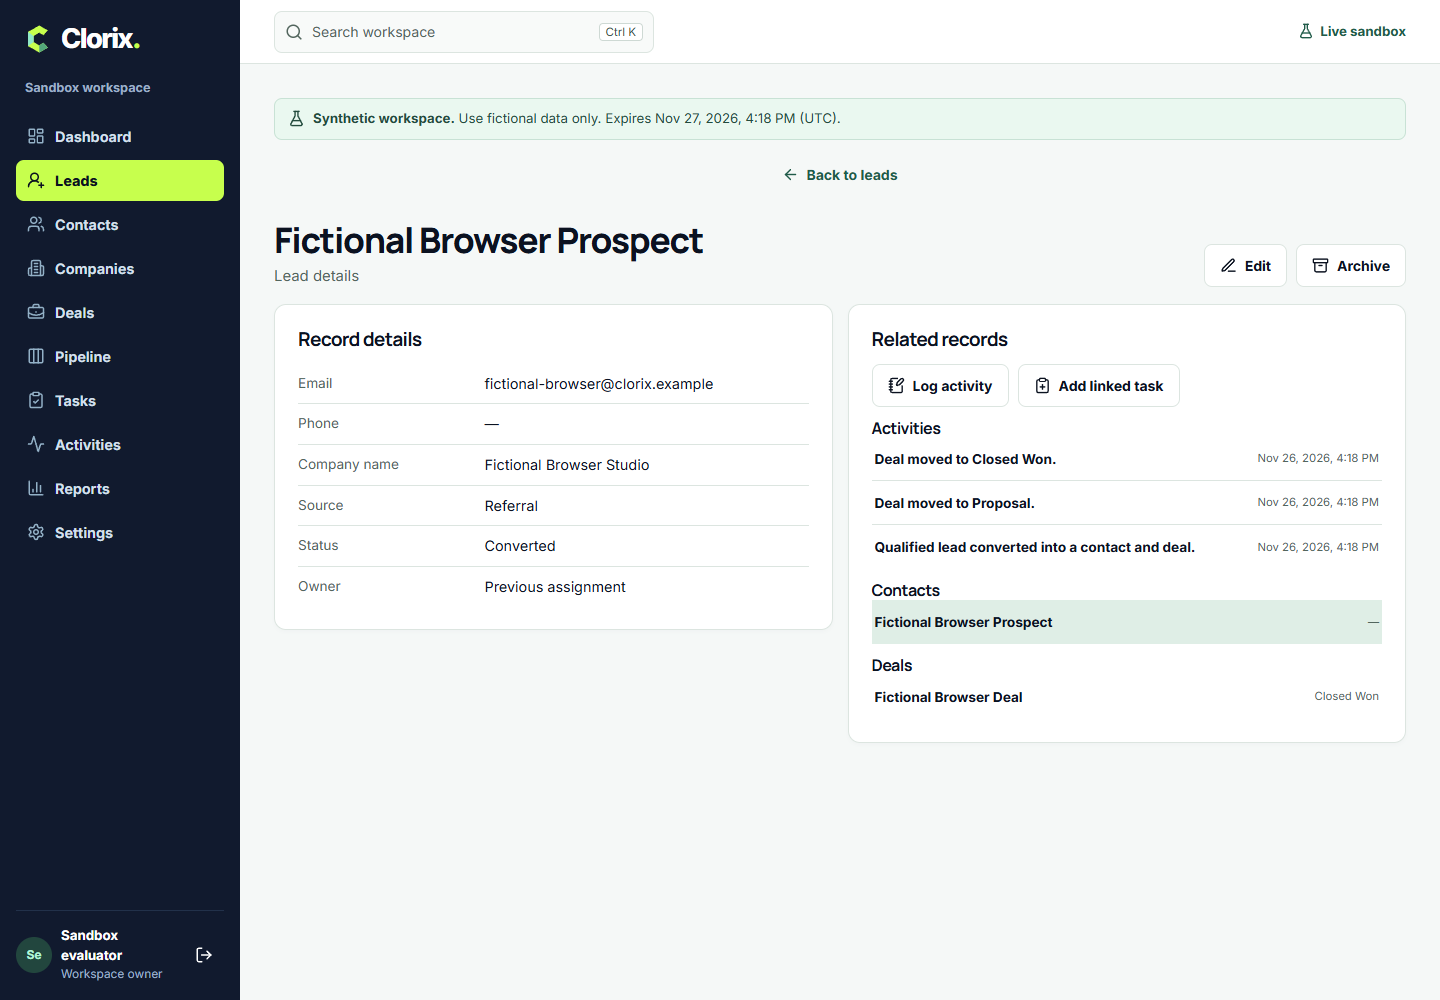 Clorix.
Sandbox workspace
Dashboard
Leads
Contacts
Companies
Deals
Pipeline
Tasks
Activities
Reports
Settings
Se
Sandbox
evaluator
Workspace owner
Search workspace
Ctrl K
Live sandbox
Synthetic workspace. Use fictional data only. Expires Nov 27, 2026, 4:18 PM (UTC).
Back to leads
Fictional Browser Prospect
Lead details
Edit
Archive
Record details
Email fictional-browser@clorix.example
Phone —
Company name Fictional Browser Studio
Source Referral
Status Converted
Owner Previous assignment
Related records
Log activity
Add linked task
Activities
Deal moved to Closed Won. Nov 26, 2026, 4:18 PM
Deal moved to Proposal. Nov 26, 2026, 4:18 PM
Qualified lead converted into a contact and deal. Nov 26, 2026, 4:18 PM
Contacts
Fictional Browser Prospect —
Deals
Fictional Browser Deal Closed Won